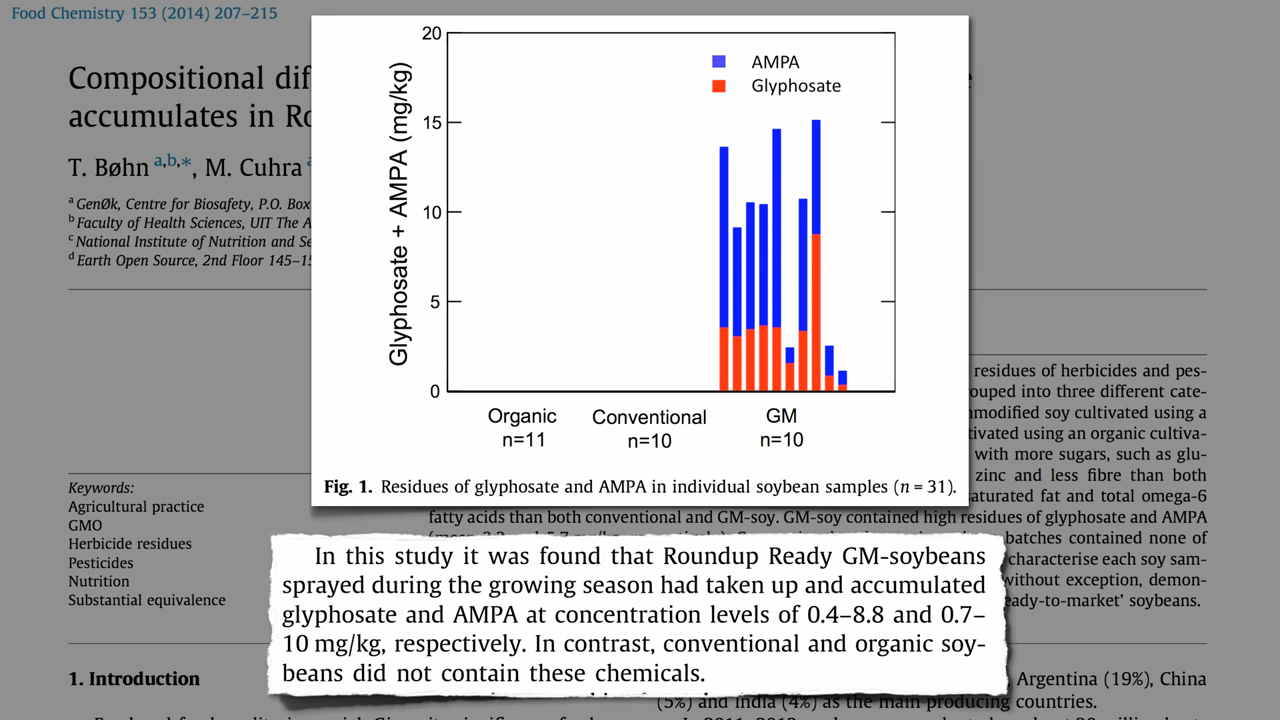 Food Chemistry 153 (2014) 207–215
Compositional dif
accumulates in Ro
T. Bøhn a,b,*, M. Cuhra a
a GenØk, Centre for Biosafety, P.O. Box
b Faculty of Health Sciences, UIT The A
c National Institute of Nutrition and Se
d Earth Open Source, 2nd Floor 145–15
20
15
10
5
0
Glyphosate + AMPA (mg/kg)
AMPA
Glyphosate
Organic Conventional GM
n=11 n=10 n=10
Fig. 1. Residues of glyphosate and AMPA in individual soybean samples (n = 31).
Keywords:
Agricultural practice
GMO
Herbicide residues
Pesticides
Nutrition
Substantial equivalence
residues of herbicides and pes-
ouped into three different cate-
modified soy cultivated using a
tivated using an organic cultiva-
with more sugars, such as glu-
zinc and less fibre than both
aturated fat and total omega-6
fatty acids than both conventional and GM-soy. GM-soy contained high residues of glyphosate and AMPA
batches contained none of
characterise each soy sam-
without exception, demon-
eady-to-market’ soybeans.
In this study it was found that Roundup Ready GM-soybeans
sprayed during the growing season had taken up and accumulated
glyphosate and AMPA at concentration levels of 0.4–8.8 and 0.7–
10 mg/kg, respectively. In contrast, conventional and organic soy-
beans did not contain these chemicals.
1. Introduction
Argentina (19%), China
(5%) and India (4%) as the main producing countries.